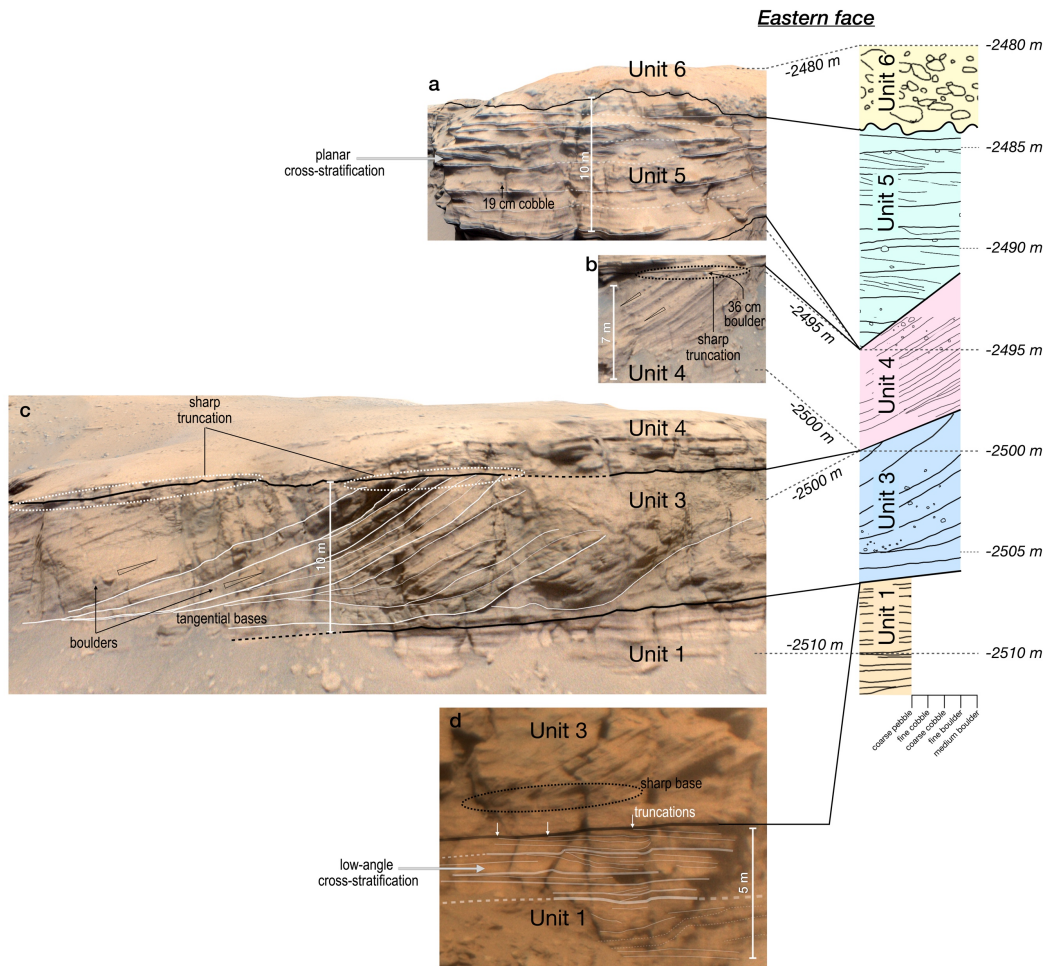 Eastern face
a
Unit 6
-2480 m
-2480 m
Unit 6
planar
cross-stratification
10 m
Unit 5
19 cm cobble
-2485 m
Unit 5
-2490 m
b
7 m
36 cm
boulder
sharp
truncation
Unit 4
-2495 m
-2495 m
Unit 4
c
sharp
truncation
Unit 4
-2500 m
-2500 m
-2500 m
Unit 3
10 m
Unit 3
-2505 m
boulders
tangential bases
Unit 1
-2510 m
Unit 1
-2510 m
coarse pebble
fine cobble
coarse cobble
fine boulder
medium boulder
d
Unit 3
sharp base
truncations
low-angle
cross-stratification
5 m
Unit 1